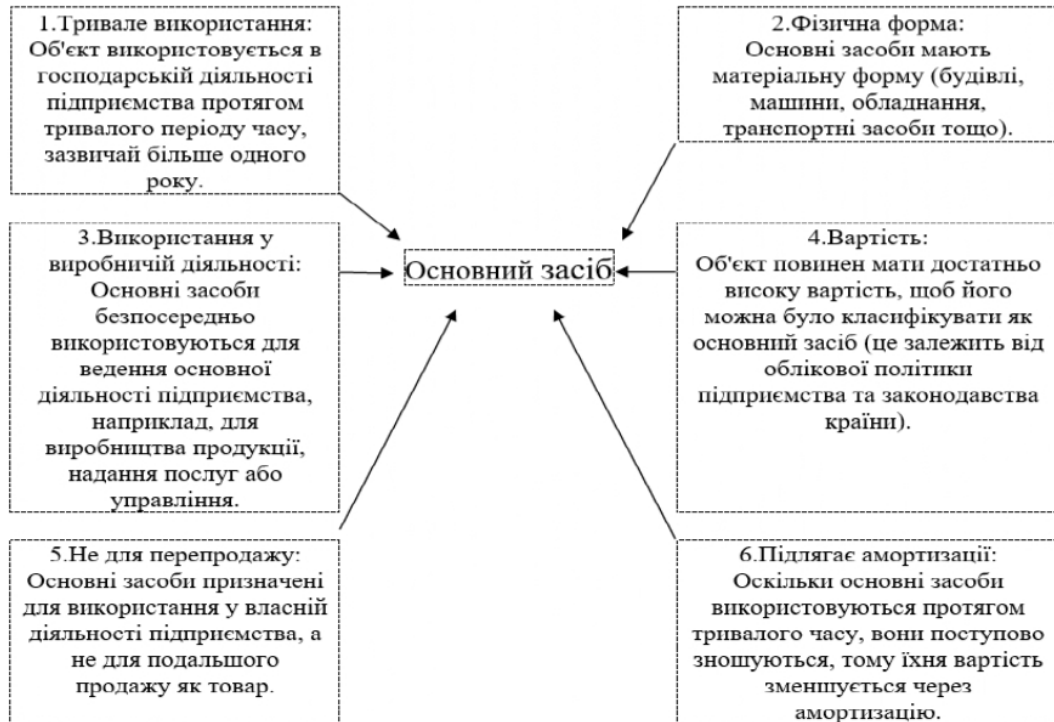 1.Тривале використання:
Об'єкт використовується в
господарській діяльності
підприємства протягом
тривалого періоду часу,
зазвичай більше одного
року.
2.Фізична форма:
Основні засоби мають
матеріальну форму (будівлі,
машини, обладнання,
транспортні засоби тощо).
3.Використання у
виробничій діяльності:
Основні засоби
безпосередньо
використовуються для
ведення основної
діяльності підприємства,
наприклад, для
виробництва продукції,
надання послуг або
управління.
Основний засіб
4.Вартість:
Об'єкт повинен мати достатньо
високу вартість, щоб його
можна було класифікувати як
основний засіб (це залежить від
облікової політики
підприємства та законодавства
країни).
5.Не для перепродажу:
Основні засоби призначені
для використання у власній
діяльності підприємства, а
не для подальшого
продажу як товар.
6.Підлягає амортизації:
Оскільки основні засоби
використовуються протягом
тривалого часу, вони поступово
зношуються, тому їхня вартість
зменшується через
амортизацію.